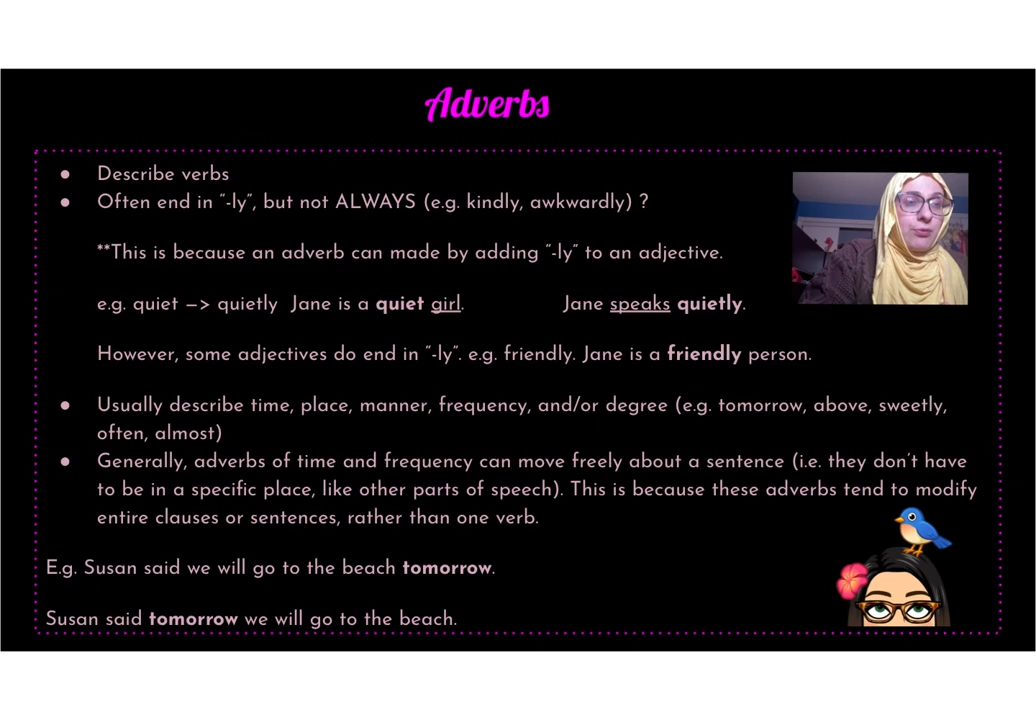 Adverbs
● Describe verbs
● Often end in “-ly”, but not ALWAYS (e.g. kindly, awkwardly) ?
**This is because an adverb can made by adding “-ly” to an adjective.
e.g. quiet —> quietly Jane is a quiet girl. Jane speaks quietly.
However, some adjectives do end in “-ly”. e.g. friendly. Jane is a friendly person.
● Usually describe time, place, manner, frequency, and/or degree (e.g. tomorrow, above, sweetly,
often, almost)
● Generally, adverbs of time and frequency can move freely about a sentence (i.e. they don’t have
to be in a specific place, like other parts of speech). This is because these adverbs tend to modify
entire clauses or sentences, rather than one verb.
E.g. Susan said we will go to the beach tomorrow.
Susan said tomorrow we will go to the beach.